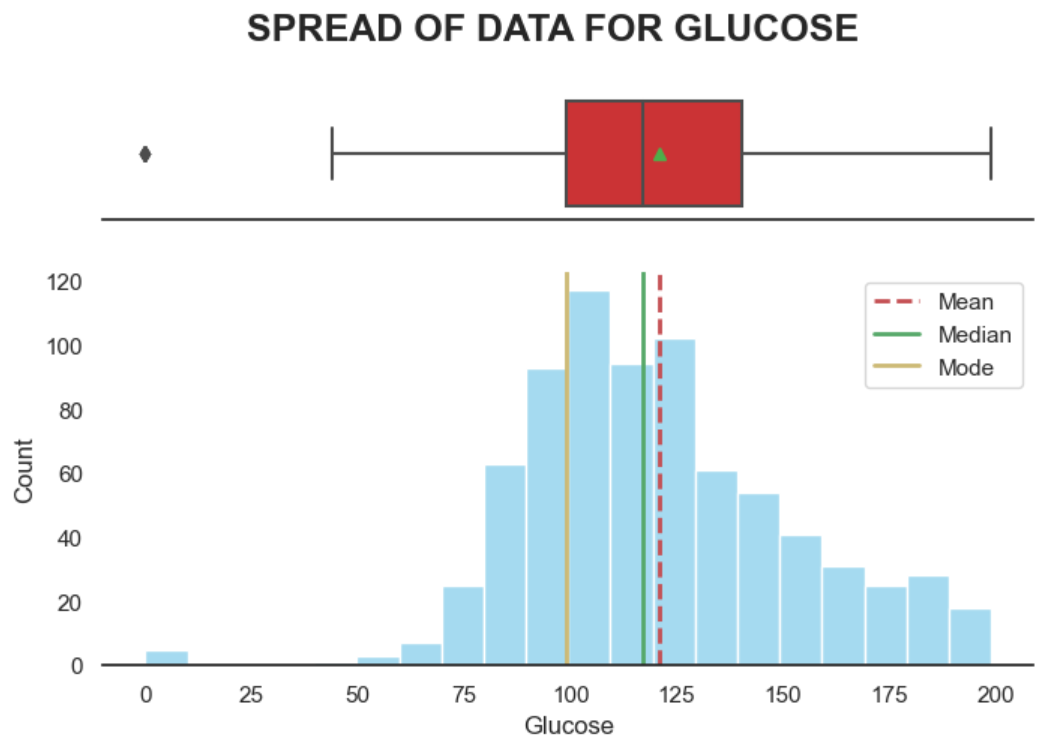 SPREAD OF DATA FOR GLUCOSE
120
100
80
60
40
20
0
Count
Mean
Median
Mode
0 25 50 75 100 125 150 175 200
Glucose